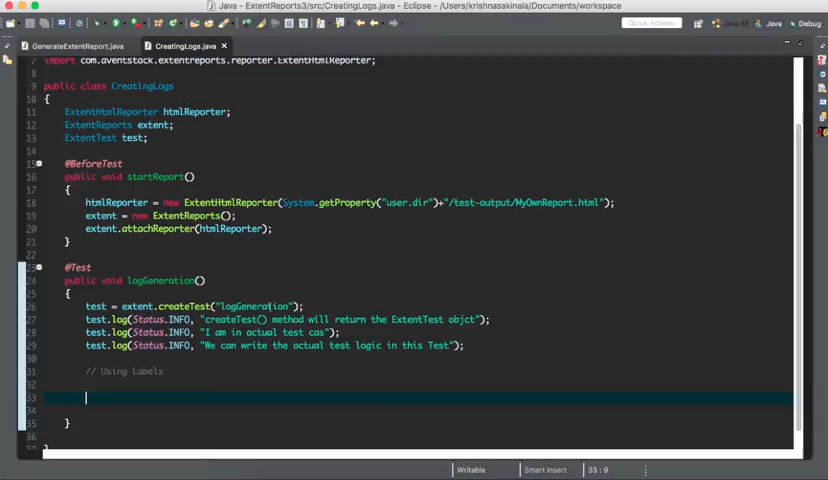 Java - ExtentReports3/src/CreatingLogs.java - Eclipse - /Users/krishnasakinala/Documents/workspace
Quick Access
Java EE
Java
Debug
GenerateExtentReport.java
CreatingLogs.java
7 import com.aventstack.extentreports.reporter.ExtentHtmlReporter;
8
9 public class CreatingLogs
10 {
11 ExtentHtmlReporter htmlReporter;
12 ExtentReports extent;
13 ExtentTest test;
14
15 @BeforeTest
16 public void startReport()
17 {
18 htmlReporter = new ExtentHtmlReporter(System.getProperty("user.dir")+"/test-output/MyOwnReport.html");
19 extent = new ExtentReports();
20 extent.attachReporter(htmlReporter);
21 }
22
23 @Test
24 public void logGeneration()
25 {
26 test = extent.createTest("logGeneration");
27 test.log(Status.INFO, "createTest() method will return the ExtentTest objct");
28 test.log(Status.INFO, "I am in actual test cas");
29 test.log(Status.INFO, "We can write the actual test logic in this Test");
30
31 // Using Labels
32
33
34
35 }
36
37 }
Writable
Smart Insert
33 : 9